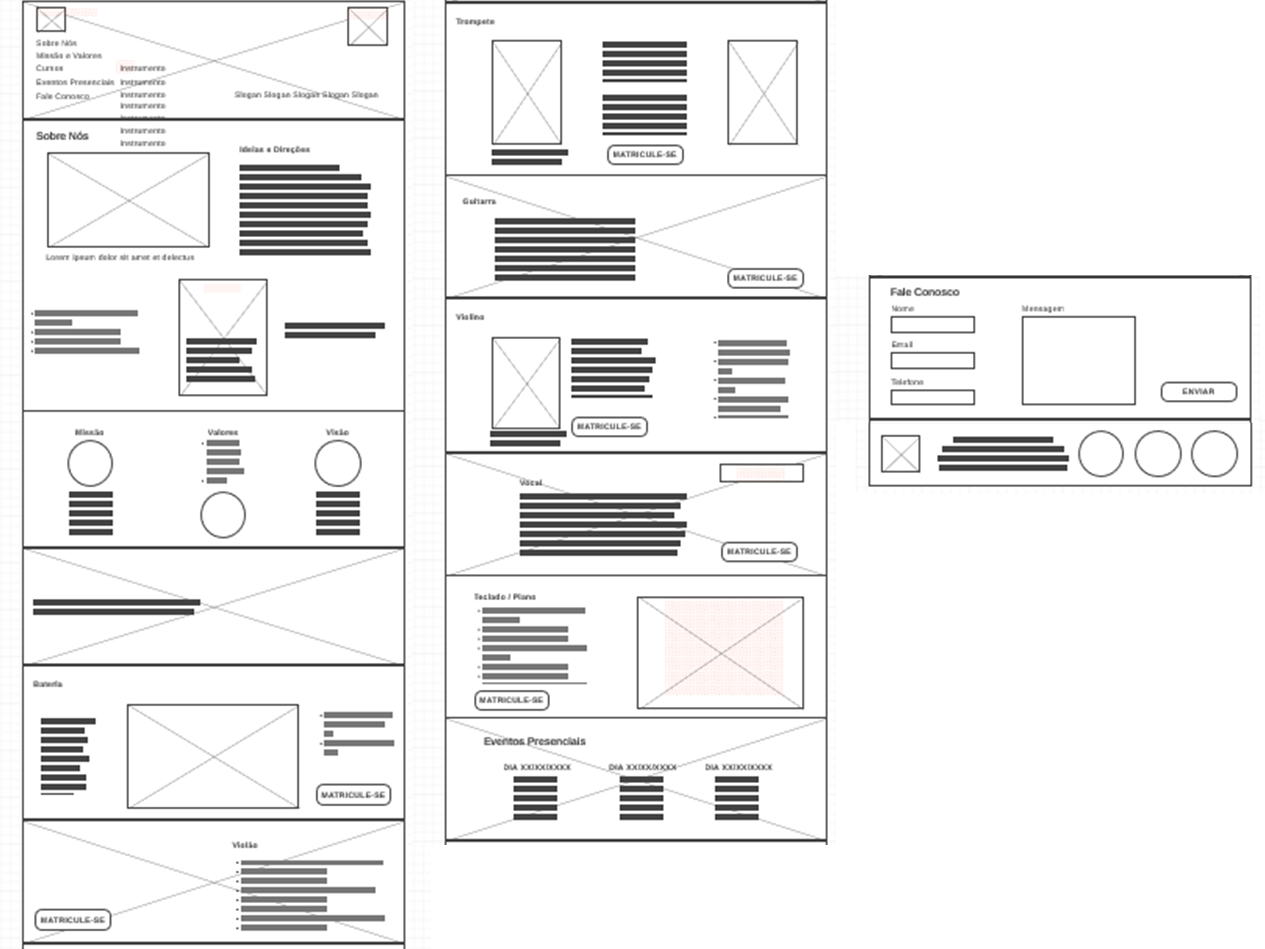 Sobre Nós
Missão e Valores
Cursos
Instrumento
Eventos Presenciais
Instrumento
Fale Conosco
Instrumento
Instrumento
Slogan Slogan Slogan Slogan Slogan
Instrumento
Instrumento
Sobre Nós
Ideias e Direções
Lorem ipsum dolor sit amet et delectus
Missão
Valores
Visão
Bateria
MATRICULE-SE
Violão
MATRICULE-SE
Trompete
MATRICULE-SE
Guitarra
MATRICULE-SE
Violino
MATRICULE-SE
Vocal
MATRICULE-SE
Teclado / Piano
MATRICULE-SE
Eventos Presenciais
DIA XX/XX/XXXX
DIA XX/XX/XXXX
DIA XX/XX/XXXX
Fale Conosco
Nome
Mensagem
Email
Telefone
ENVIAR